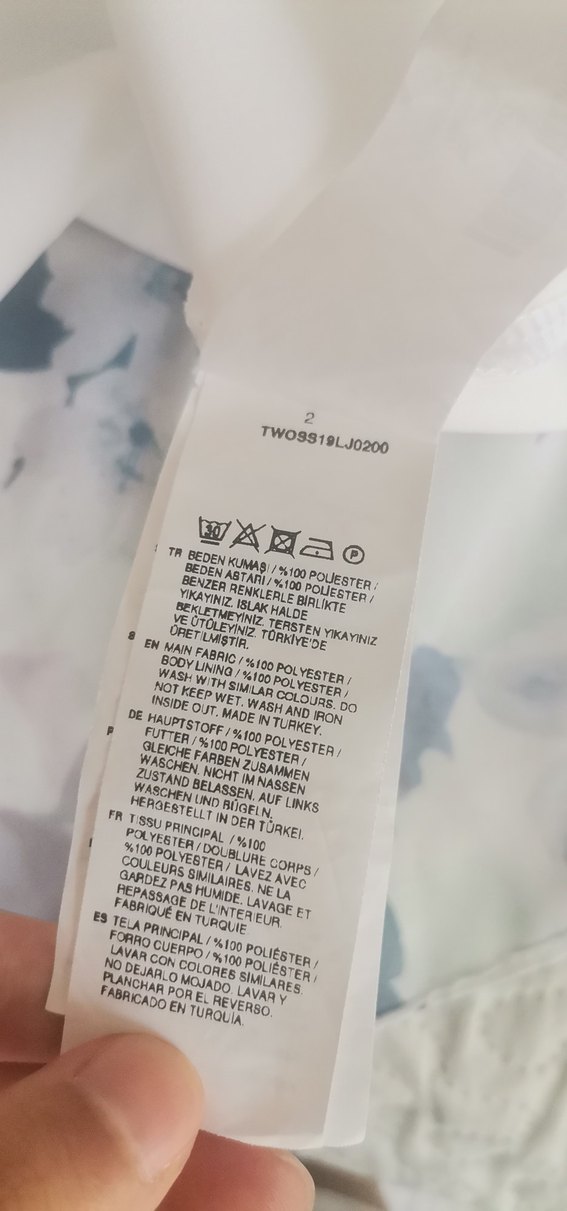 2
TWOSS19LJ0200
30
P
TR BEDEN KUMAŞI / %100 POLİESTER /
BEDEN ASTARI / %100 POLİESTER /
BENZER RENKLERLE BİRLİKTE
YIKAYINIZ. ISLAK HALDE
BEKLETMEYİNİZ. TERSTEN YIKAYINIZ
VE ÜTÜLEYİNİZ. TÜRKİYE'DE
ÜRETİLMİŞTİR.
EN MAIN FABRIC / %100 POLYESTER /
BODY LINING / %100 POLYESTER /
WASH WITH SIMILAR COLOURS. DO
NOT KEEP WET. WASH AND IRON
INSIDE OUT. MADE IN TURKEY.
DE HAUPTSTOFF / %100 POLYESTER /
FUTTER / %100 POLYESTER /
GLEICHE FARBEN ZUSAMMEN
WASCHEN. NICHT IM NASSEN
ZUSTAND BELASSEN. AUF LINKS
WASCHEN UND BÜGELN.
HERGESTELLT IN DER TÜRKEI.
FR TISSU PRINCIPAL / %100
POLYESTER / DOUBLURE CORPS /
%100 POLYESTER / LAVEZ AVEC
COULEURS SIMILAIRES. NE LA
GARDEZ PAS HUMIDE. LAVAGE ET
REPASSAGE DE L'INTERIEUR.
FABRIQUÉ EN TURQUIE
ES TELA PRINCIPAL / %100 POLIÉSTER /
FORRO CUERPO / %100 POLIÉSTER /
LAVAR CON COLORES SIMILARES.
NO DEJARLO MOJADO. LAVAR Y
PLANCHAR POR EL REVERSO.
FABRICADO EN TURQUÍA.